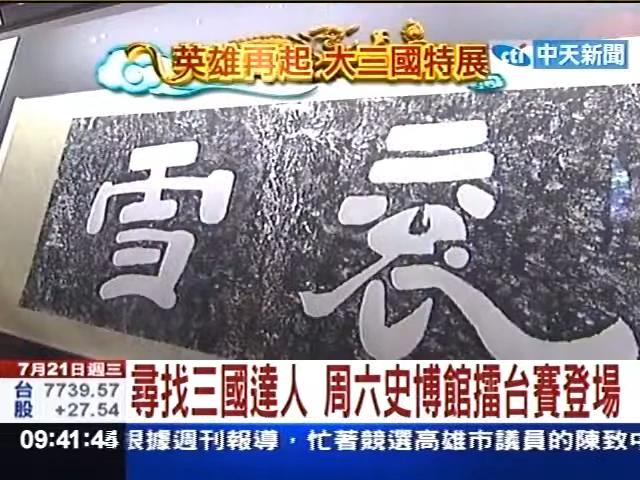 英雄再起 大三國特展
cti 中天新聞
衮雪
7月21日週三
尋找三國達人 周六史博館擂台賽登場
台股 7739.57 +27.54
09:41:44 根據週刊報導，忙著競選高雄市議員的陳致中